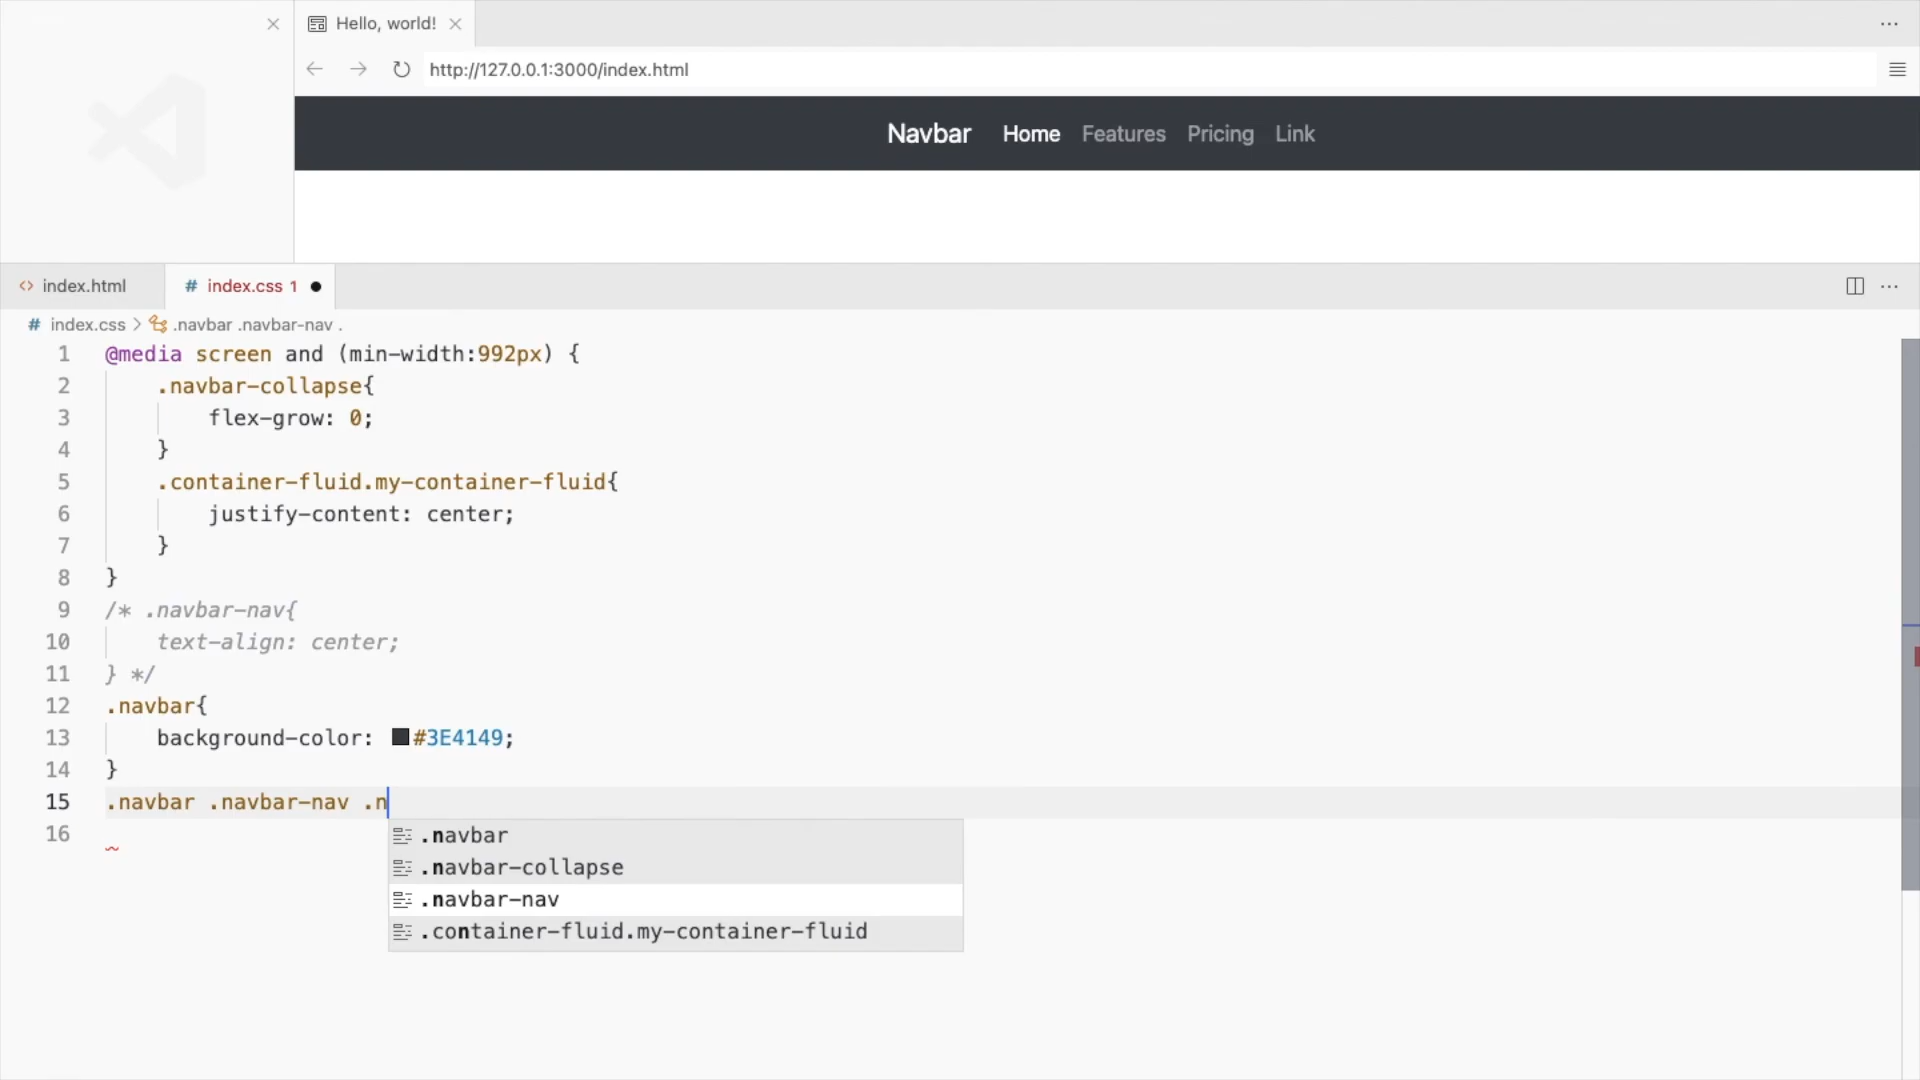 Hello, world!
http://127.0.0.1:3000/index.html
Navbar Home Features Pricing Link
index.html
# index.css 1
# index.css > .navbar .navbar-nav .
1 @media screen and (min-width:992px) {
2 .navbar-collapse{
3 flex-grow: 0;
4 }
5 .container-fluid.my-container-fluid{
6 justify-content: center;
7 }
8 }
9 /* .navbar-nav{
10 text-align: center;
11 } */
12 .navbar{
13 background-color: #3E4149;
14 }
15 .navbar .navbar-nav .n
16
.navbar
.navbar-collapse
.navbar-nav
.container-fluid.my-container-fluid